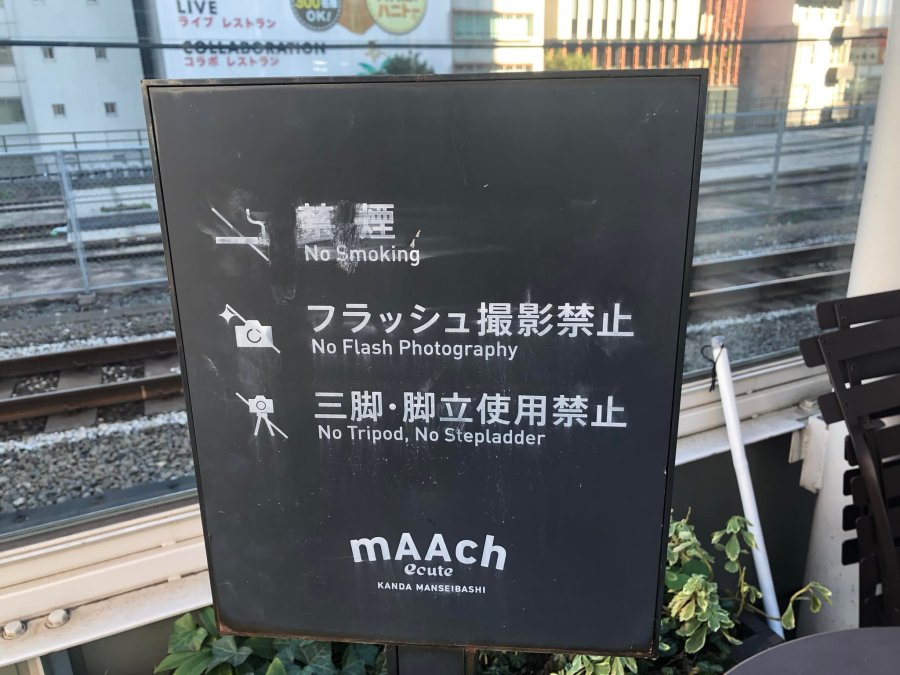 LIVE
ライブ レストラン
COLLABORATION
コラボ レストラン
OK!
禁煙
No Smoking
フラッシュ撮影禁止
No Flash Photography
三脚・脚立使用禁止
No Tripod, No Stepladder
mAAch
ecute
KANDA MANSEIBASHI